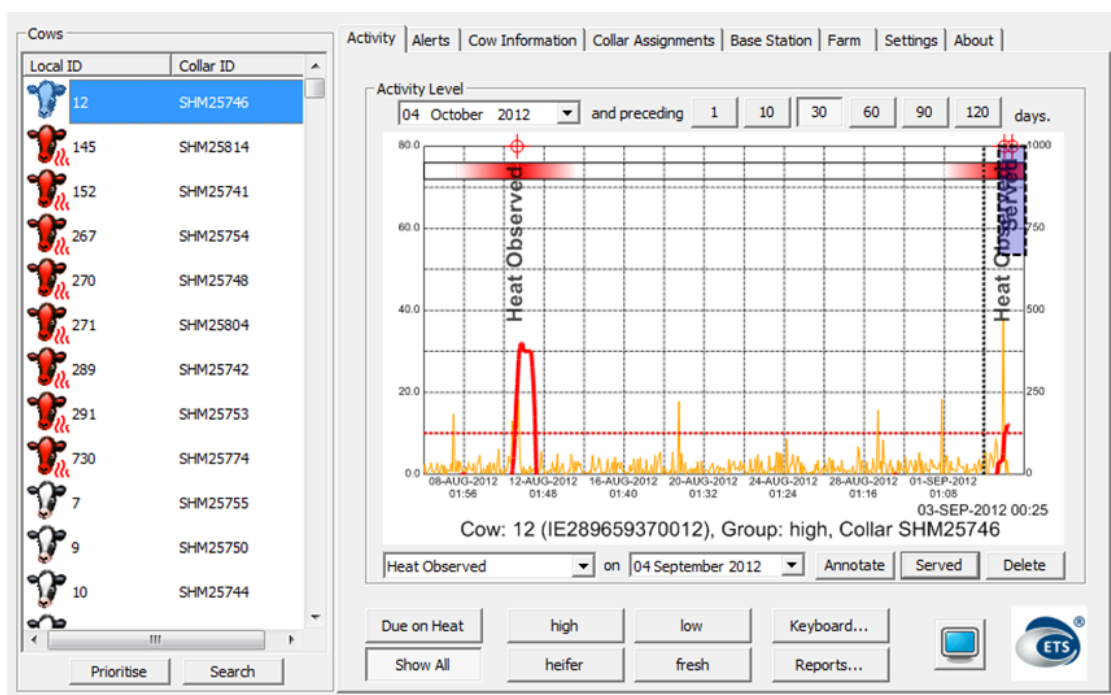 Cows
Local ID Collar ID
12 SHM25746
145 SHM25814
152 SHM25741
267 SHM25754
270 SHM25748
271 SHM25804
289 SHM25742
291 SHM25753
730 SHM25774
7 SHM25755
9 SHM25750
10 SHM25744
Prioritise Search
Activity Alerts Cow Information Collar Assignments Base Station Farm Settings About
Activity Level
04 October 2012 and preceding 1 10 30 60 90 120 days.
80.0 1000
60.0 750
40.0 500
20.0 250
0.0 0
Heat Observed
Heat Observed
Served
08-AUG-2012 12-AUG-2012 16-AUG-2012 20-AUG-2012 24-AUG-2012 28-AUG-2012 01-SEP-2012
01:56 01:48 01:40 01:32 01:24 01:16 01:08
03-SEP-2012 00:25
Cow: 12 (IE289659370012), Group: high, Collar SHM25746
Heat Observed on 04 September 2012 Annotate Served Delete
Due on Heat high low Keyboard...
Show All heifer fresh Reports...
ETS
®